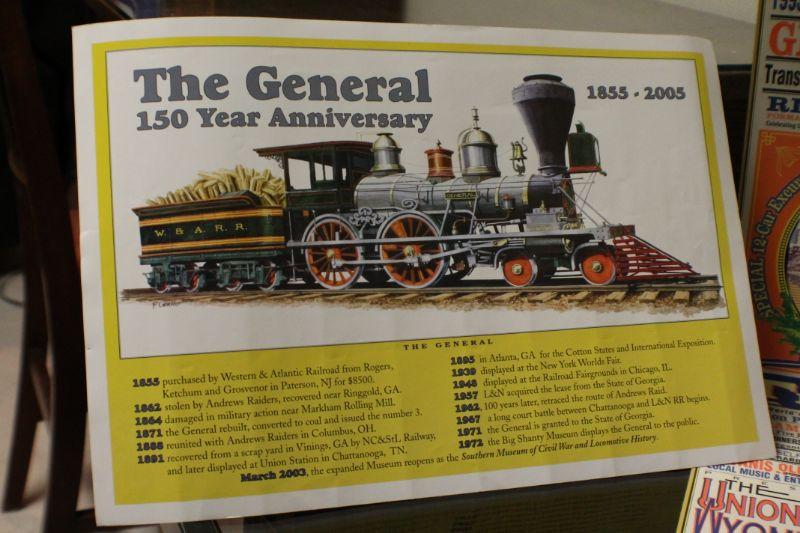 The General
150 Year Anniversary
1855 - 2005
GENERAL
W. & A. R. R.
THE GENERAL
1855 purchased by Western & Atlantic Railroad from Rogers,
Ketchum and Grosvenor in Paterson, NJ for $8500.
1862 stolen by Andrews Raiders, recovered near Ringgold, GA.
1864 damaged in military action near Markham Rolling Mill.
1871 the General rebuilt, converted to coal and issued the number 3.
1888 reunited with Andrews Raiders in Columbus, OH.
1891 recovered from a scrap yard in Vinings, GA by NC&StL Railway,
and later displayed at Union Station in Chattanooga, TN.
1895 in Atlanta, GA for the Cotton States and International Exposition.
1939 displayed at the New York Worlds Fair.
1948 displayed at the Railroad Fairgrounds in Chicago, IL.
1957 L&N acquired the lease from the State of Georgia.
1962 100 years later, retraced the route of Andrews Raid.
1967 a long court battle between Chattanooga and L&N RR begins.
1971 the General is granted to the State of Georgia.
1972 the Big Shanty Museum displays the General to the public.
March 2003, the expanded Museum reopens as the Southern Museum of Civil War and Locomotive History.
SPECIAL 12-Car
LOCAL MUSIC &
THE
UNION